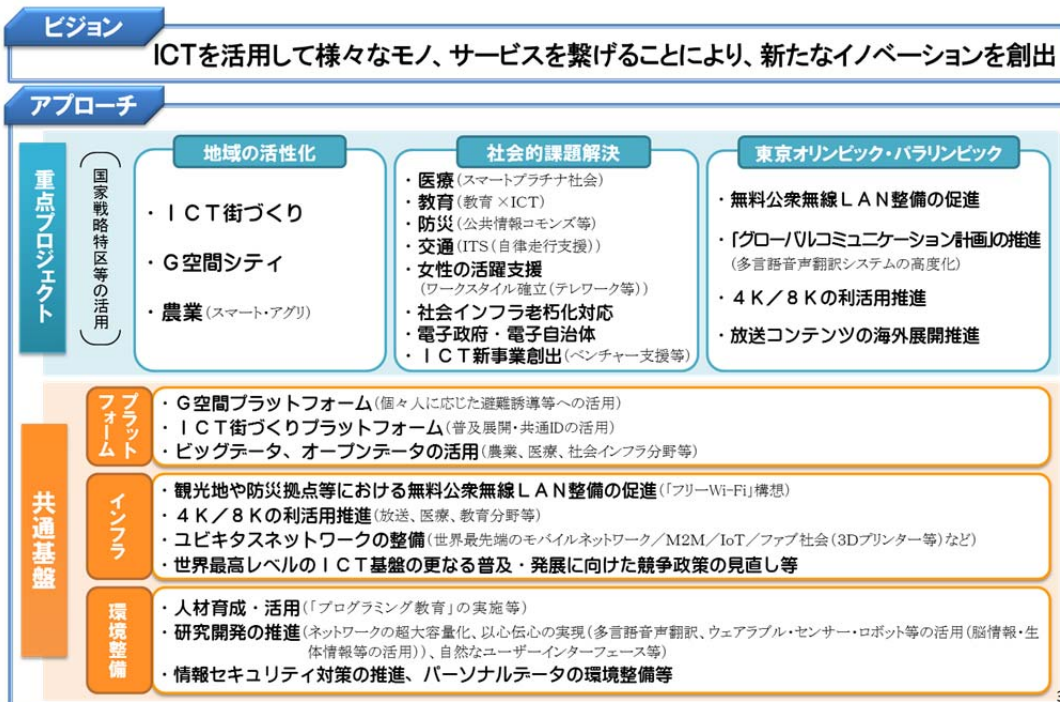 ビジョン
ICTを活用して様々なモノ、サービスを繋げることにより、新たなイノベーションを創出
アプローチ
重点プロジェクト
国家戦略特区等の活用
地域の活性化
・ICT街づくり
・G空間シティ
・農業(スマート・アグリ)
社会的課題解決
・医療(スマートプラチナ社会)
・教育(教育×ICT)
・防災(公共情報コモンズ等)
・交通(ITS(自律走行支援))
・女性の活躍支援
(ワークスタイル確立(テレワーク等))
・社会インフラ老朽化対応
・電子政府・電子自治体
・ICT新事業創出(ベンチャー支援等)
東京オリンピック・パラリンピック
・無料公衆無線LAN整備の促進
・「グローバルコミュニケーション計画」の推進
(多言語音声翻訳システムの高度化)
・4K/8Kの利活用推進
・放送コンテンツの海外展開推進
共通基盤
プラット
フォーム
・G空間プラットフォーム(個々人に応じた避難誘導等への活用)
・ICT街づくりプラットフォーム(普及展開・共通IDの活用)
・ビッグデータ、オープンデータの活用(農業、医療、社会インフラ分野等)
インフラ
・観光地や防災拠点等における無料公衆無線LAN整備の促進(「フリーWi-Fi」構想)
・4K/8Kの利活用推進(放送、医療、教育分野等)
・ユビキタスネットワークの整備(世界最先端のモバイルネットワーク/M2M/IoT/ファブ社会(3Dプリンター等)など)
・世界最高レベルのICT基盤の更なる普及・発展に向けた競争政策の見直し等
環境整備
・人材育成・活用(「プログラミング教育」の実施等)
・研究開発の推進(ネットワークの超大容量化、以心伝心の実現(多言語音声翻訳、ウェアラブル・センサー・ロボット等の活用(脳情報・生
体情報等の活用))、自然なユーザーインターフェース等)
・情報セキュリティ対策の推進、パーソナルデータの環境整備等